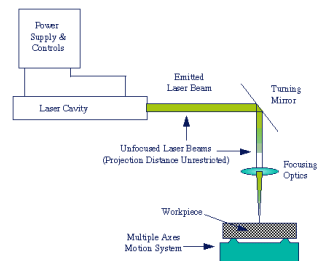 Power
Supply &
Controls
Emitted
Laser Beam
Turning
Mirror
Laser Cavity
Unfocused Laser Beams
(Projection Distance Unrestricted)
Focusing
Optics
Workpiece
Multiple Axes
Motion System